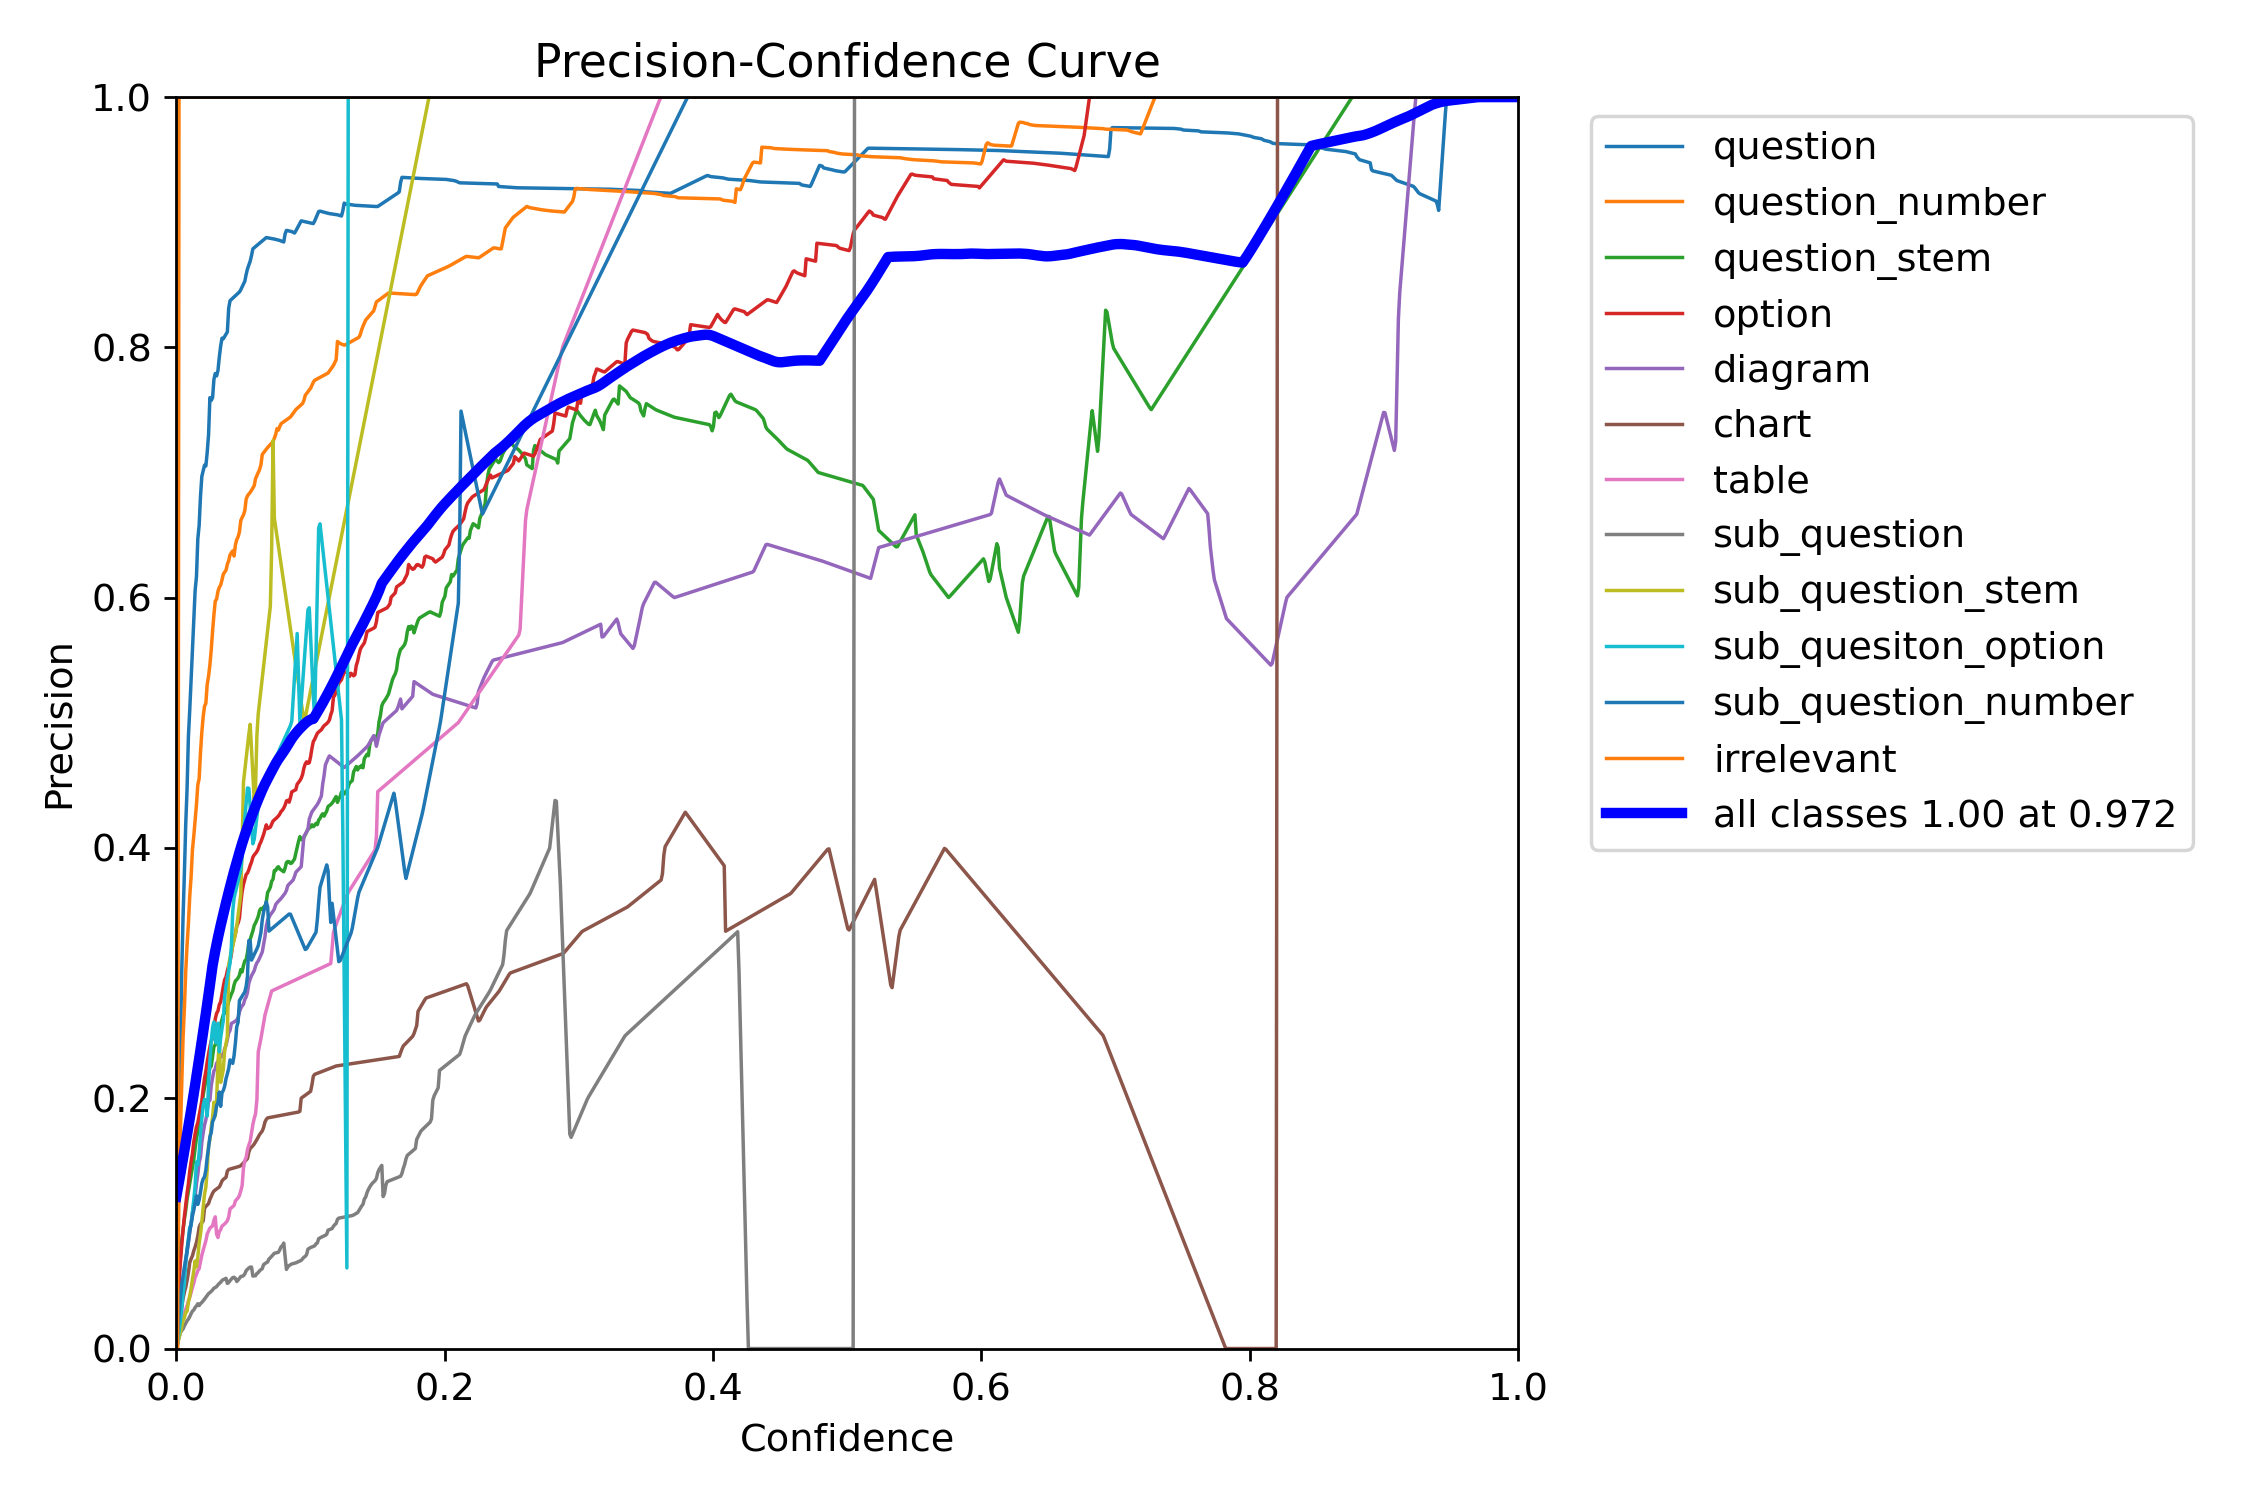 Precision-Confidence Curve
1.0
0.8
0.6
0.4
0.2
0.0
Precision
0.0 0.2 0.4 0.6 0.8 1.0
Confidence
question
question_number
question_stem
option
diagram
chart
table
sub_question
sub_question_stem
sub_quesiton_option
sub_question_number
irrelevant
all classes 1.00 at 0.972